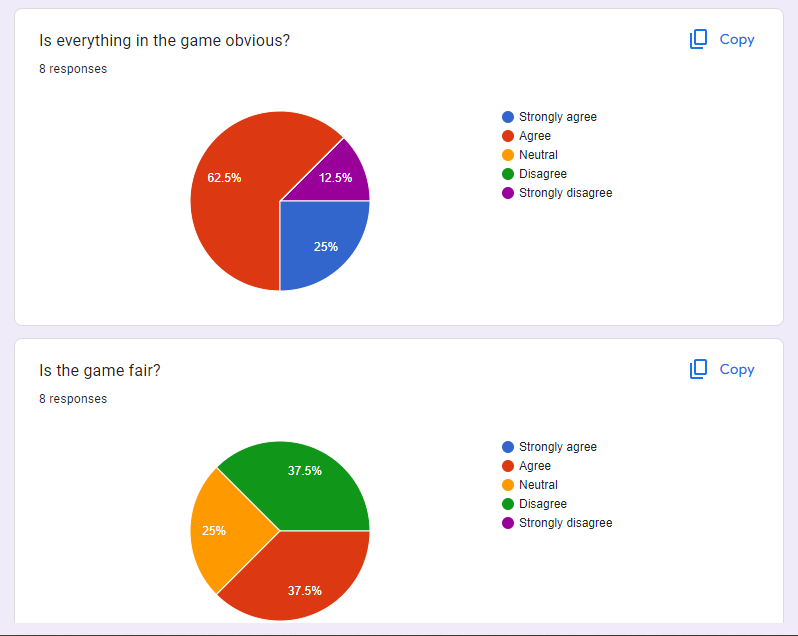 Is everything in the game obvious?
Copy
8 responses
62.5%
12.5%
25%
Strongly agree
Agree
Neutral
Disagree
Strongly disagree
Is the game fair?
Copy
8 responses
37.5%
25%
37.5%
Strongly agree
Agree
Neutral
Disagree
Strongly disagree